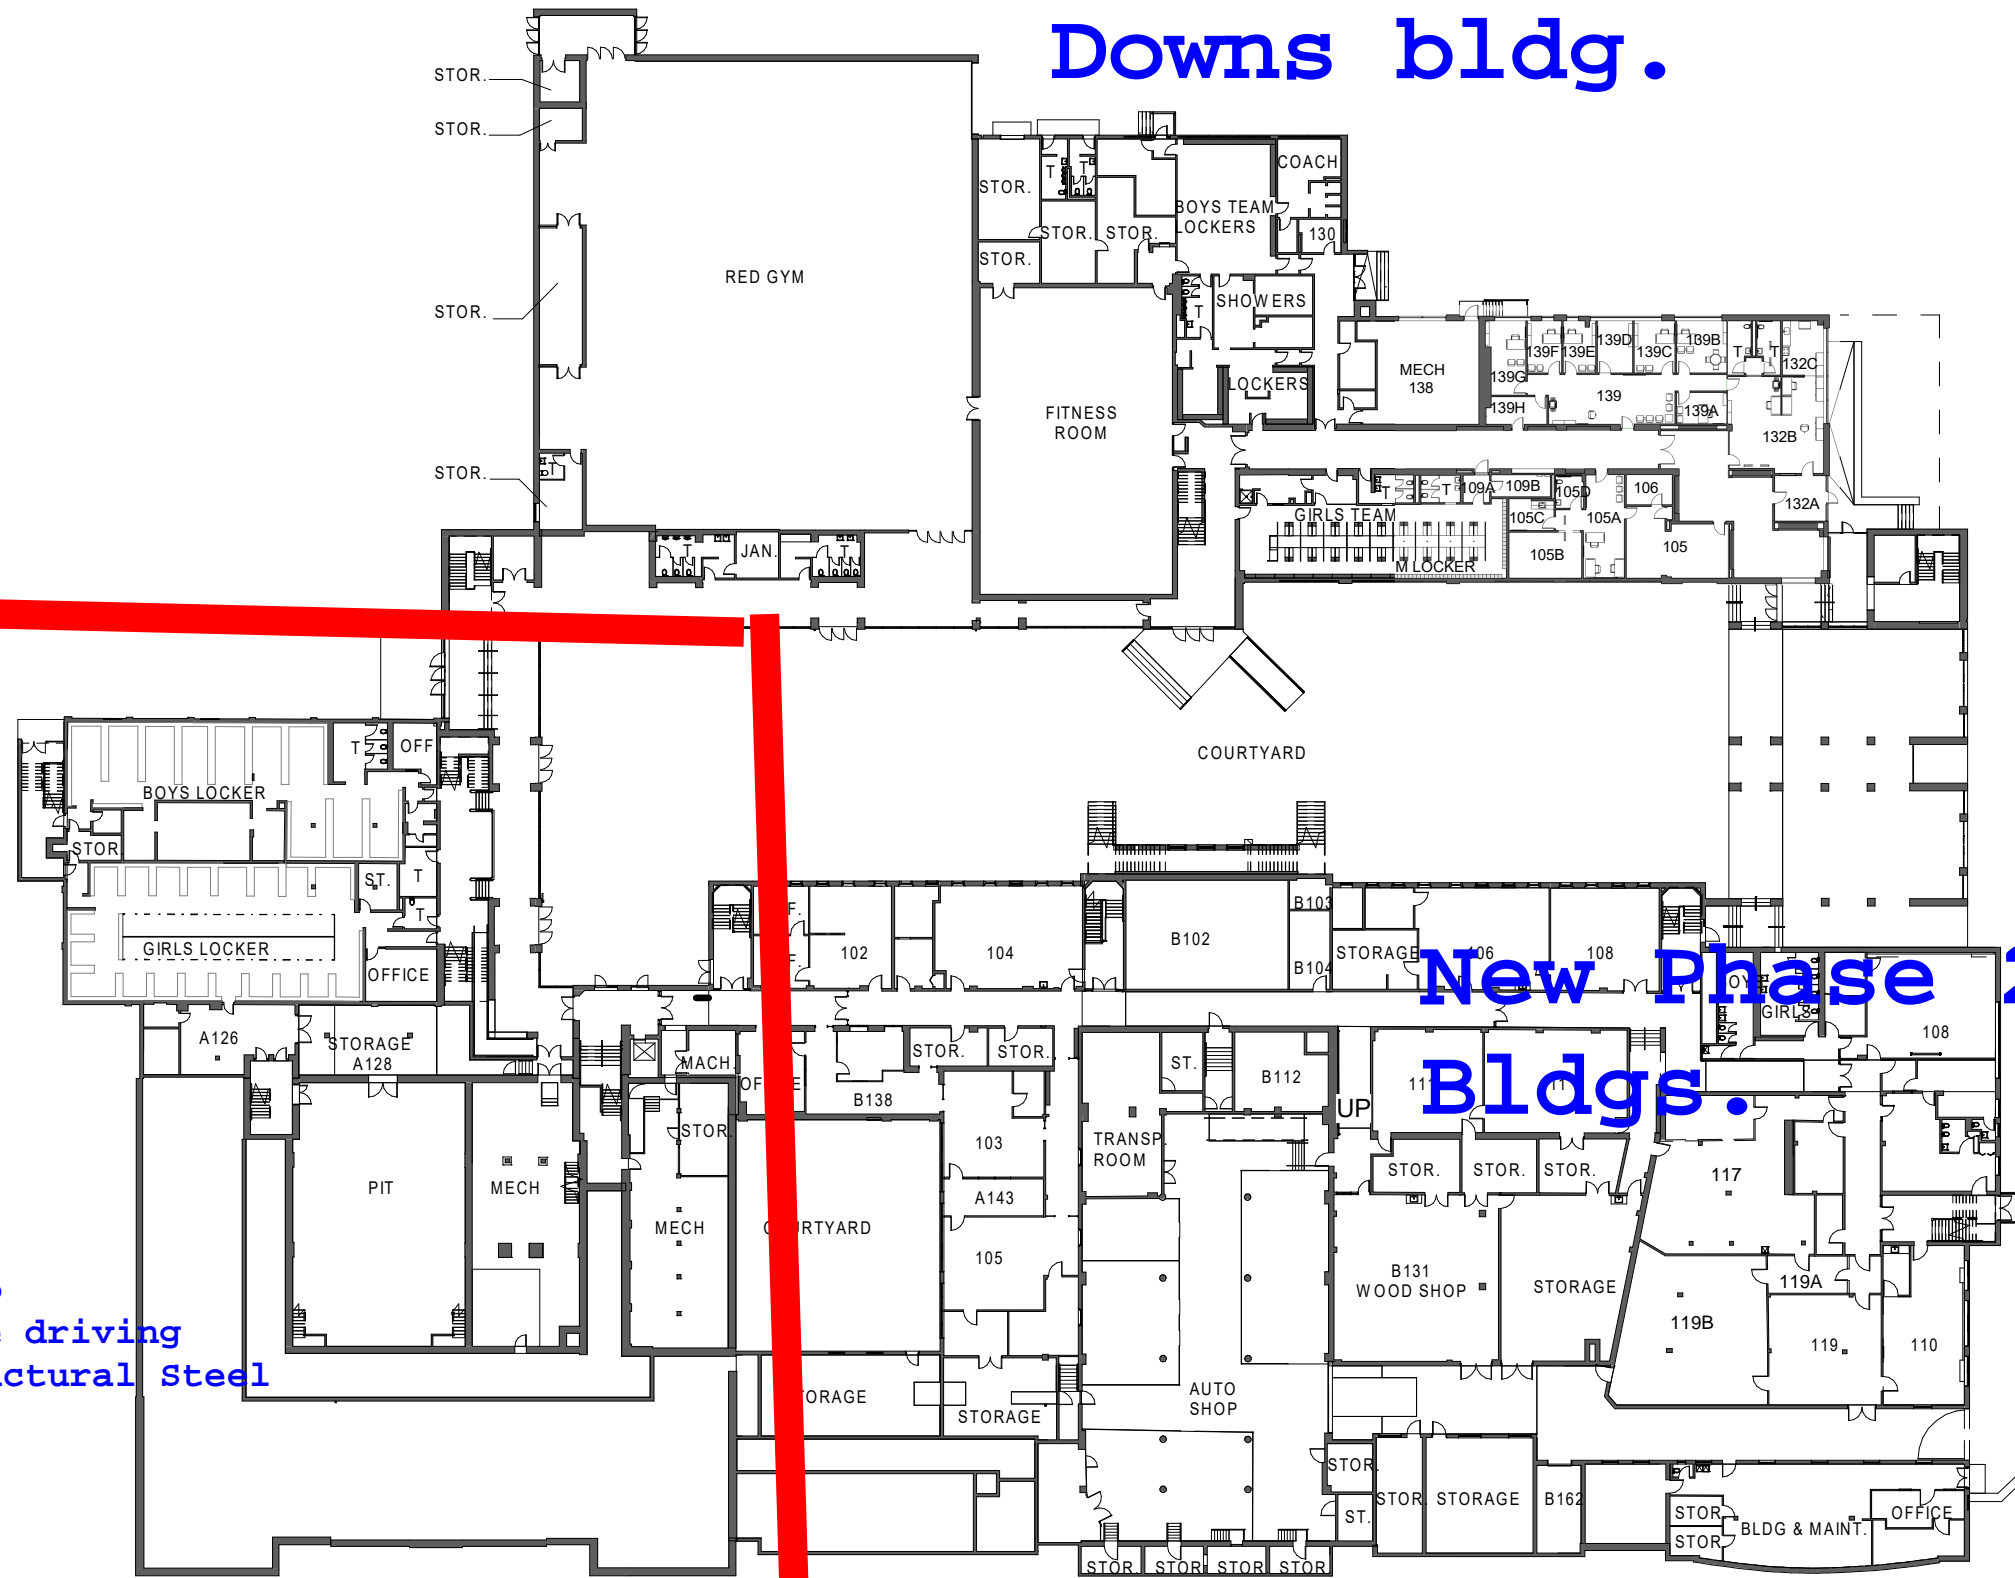 Downs bldg.
STOR.
STOR.
COACH
STOR.
T
T
BOYS TEAM
LOCKERS
STOR.
STOR.
130
STOR.
RED GYM
STOR.
SHOWERS
T
139F
139E
139D
139C
139B
T
T
132C
MECH
138
139G
LOCKERS
139
139H
139A
FITNESS
ROOM
132B
STOR.
T
T
T
109A
109B
105D
106
132A
GIRLS TEAM
105C
105A
JAN.
T
T
105B
105
M LOCKER
COURTYARD
T
OFF
BOYS LOCKER
STOR.
ST.
T
T
B103
B102
102
104
STORAGE
108
GIRLS LOCKER
OFFICE
B104
New Phase 2
GIRLS
A126
STORAGE
A128
108
MACH.
STOR.
STOR.
ST.
B112
B138
Bldgs.
UP
STOR.
103
TRANSP.
ROOM
STOR.
STOR.
STOR.
117
PIT
MECH
A143
MECH
105
B131
WOOD SHOP
STORAGE
119A
driving
119B
119
110
Steel
AUTO
SHOP
STORAGE
STOR.
STOR.
STORAGE
B162
ST.
STOR
STOR
OFFICE
BLDG & MAINT.
STOR.
STOR
STOR
STOR